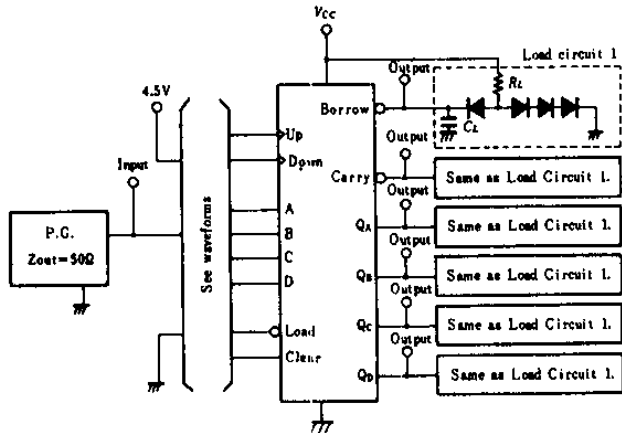 Vcc
Load circuit 1
Output
RL
4.5V
Borrow
CL
Output
Up
Input
Down
Carry
Same as Load Circuit 1.
Output
P.G.
Zout=50Ω
See waveforms
A
QA
Same as Load Circuit 1.
B
Output
C
QB
Same as Load Circuit 1.
D
Output
Load
QC
Same as Load Circuit 1.
Clear
Output
QD
Same as Load Circuit 1.